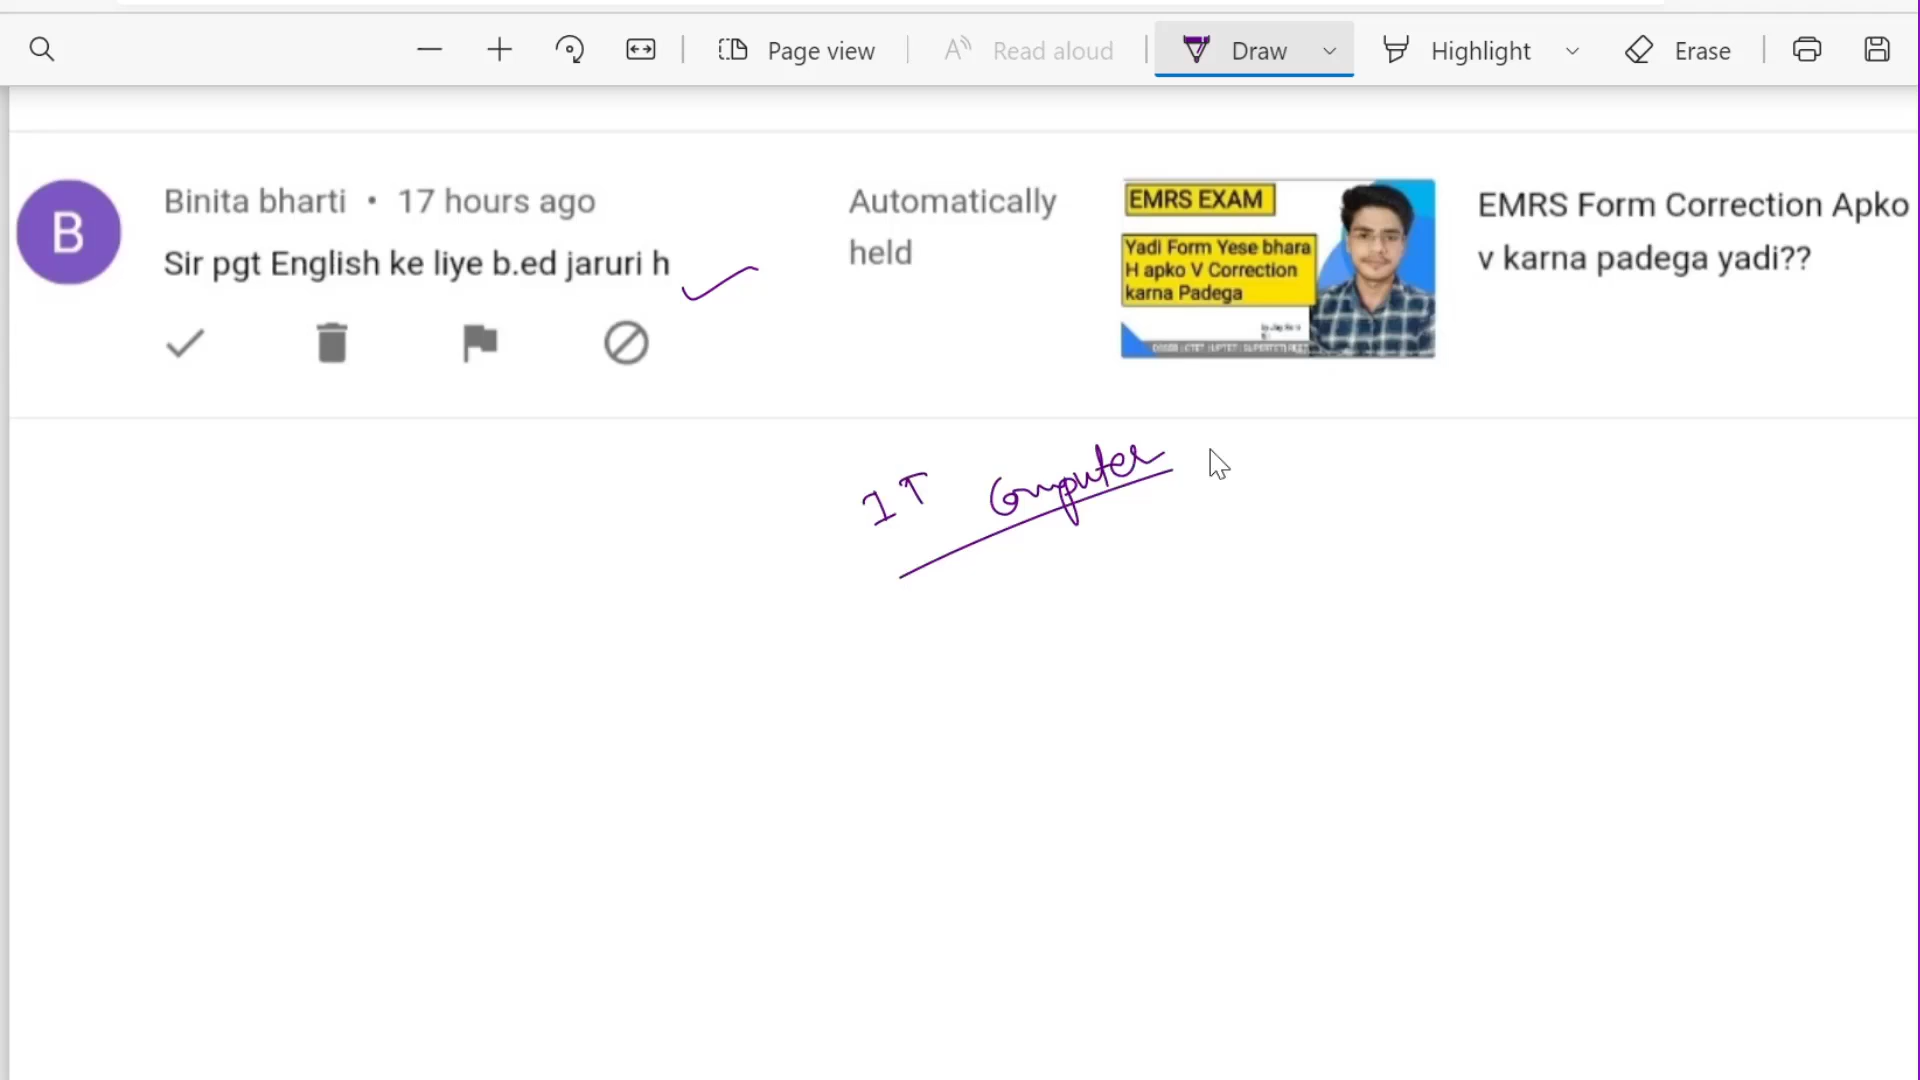 Page view
Read aloud
Draw
Highlight
Erase
B
Binita bharti • 17 hours ago
Sir pgt English ke liye b.ed jaruri h
Automatically
held
EMRS EXAM
Yadi Form Yese bhara
H apko V Correction
karna Padega
EMRS Form Correction Apko
v karna padega yadi??
IT Computer